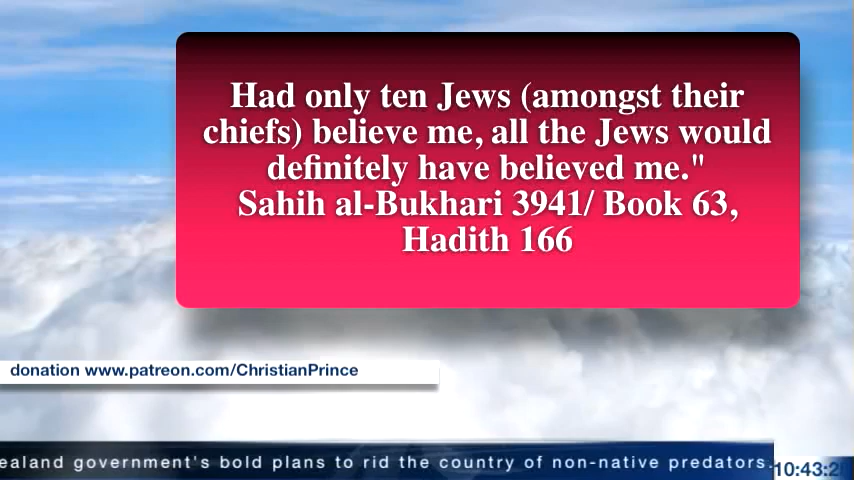 Had only ten Jews (amongst their
chiefs) believe me, all the Jews would
definitely have believed me."
Sahih al-Bukhari 3941/ Book 63,
Hadith 166
donation www.patreon.com/ChristianPrince
ealand government's bold plans to rid the country of non-native predators.
10:43:2